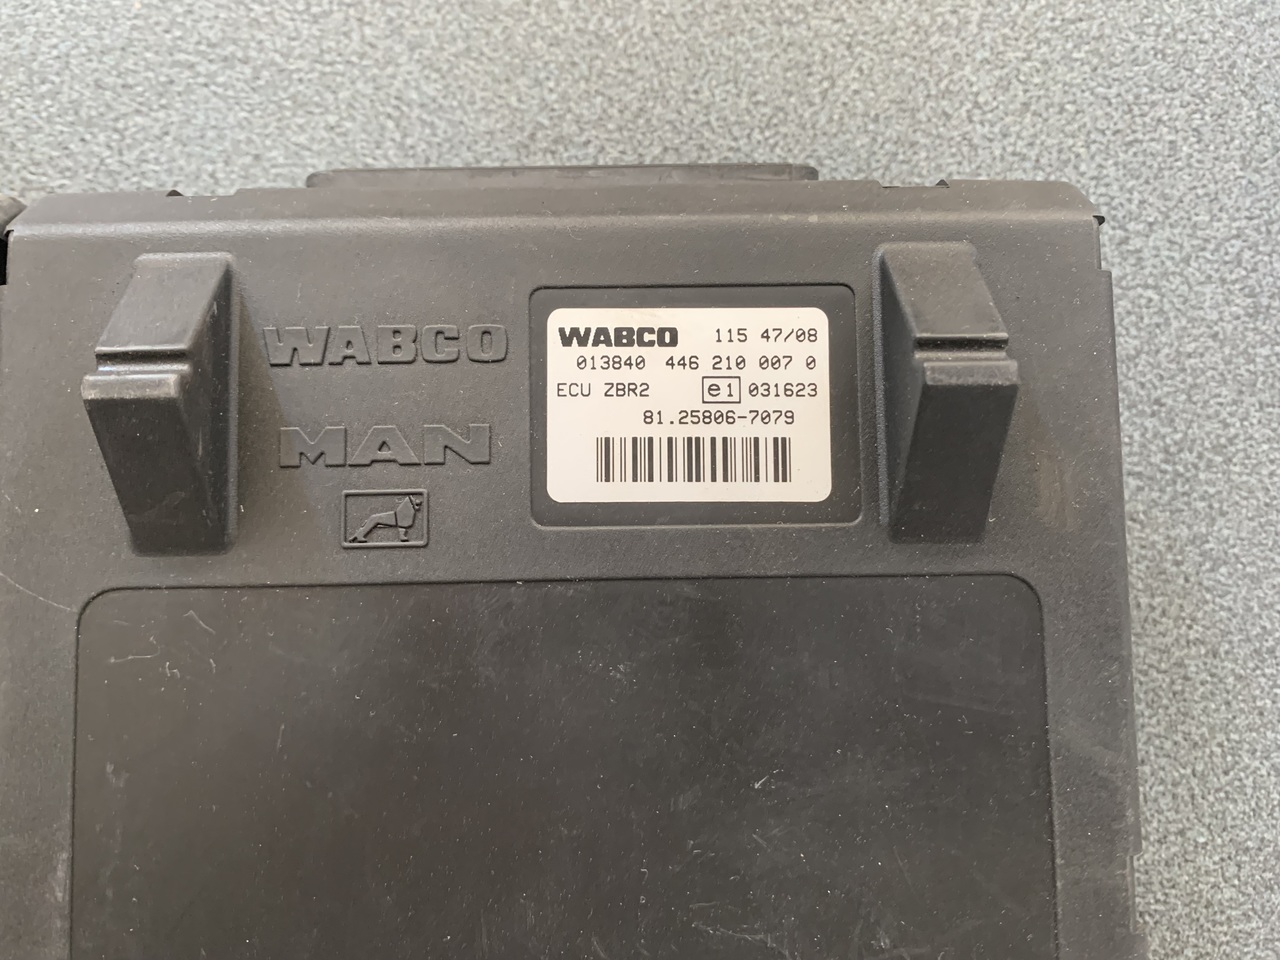 WABCO
MAN
WABCO 115 47/08
013840 446 210 007 0
ECU ZBR2 e1 031623
81.25806-7079